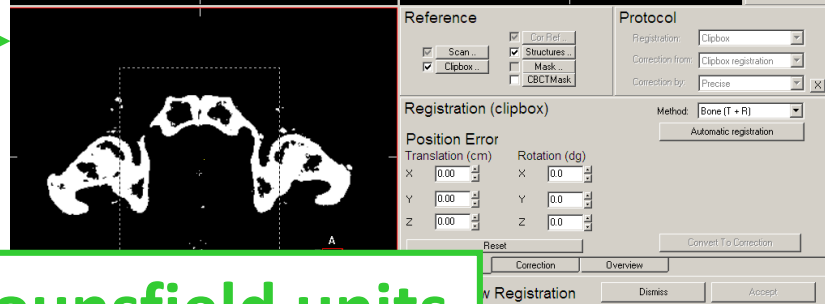 Reference
Cor Ref ..
Scan ..
Structures ..
Clipbox ..
Mask ..
CBCTMask
Protocol
Registration: Clipbox
Correction from: Clipbox registration
Correction by: Precise X
Registration (clipbox)
Method: Bone (T + R)
Automatic registration
Position Error
Translation (cm) Rotation (dg)
X 0.00 X 0.0
Y 0.00 Y 0.0
Z 0.00 Z 0.0
Reset
Convert To Correction
Correction Overview
A
units
Registration
Dismiss
Accept